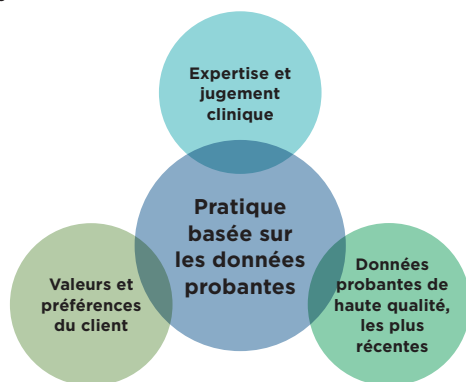 Expertise et
jugement
clinique
Pratique
basée sur
les données
probantes
Valeurs et
préférences
du client
Données
probantes de
haute qualité,
les plus
récentes